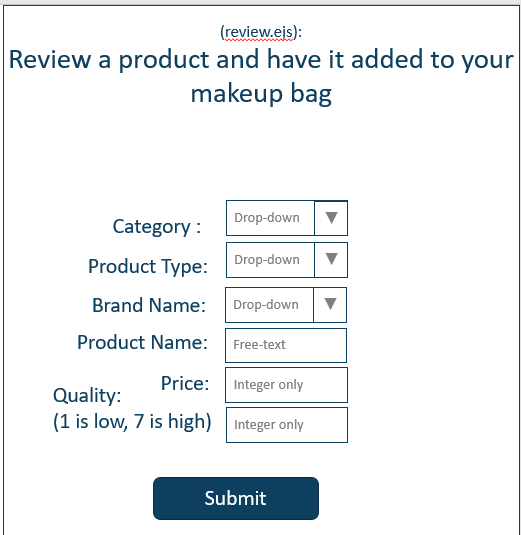 (review.ejs):
Review a product and have it added to your
makeup bag
Category : Drop-down
Product Type: Drop-down
Brand Name: Drop-down
Product Name: Free-text
Price: Integer only
Quality:
(1 is low, 7 is high) Integer only
Submit